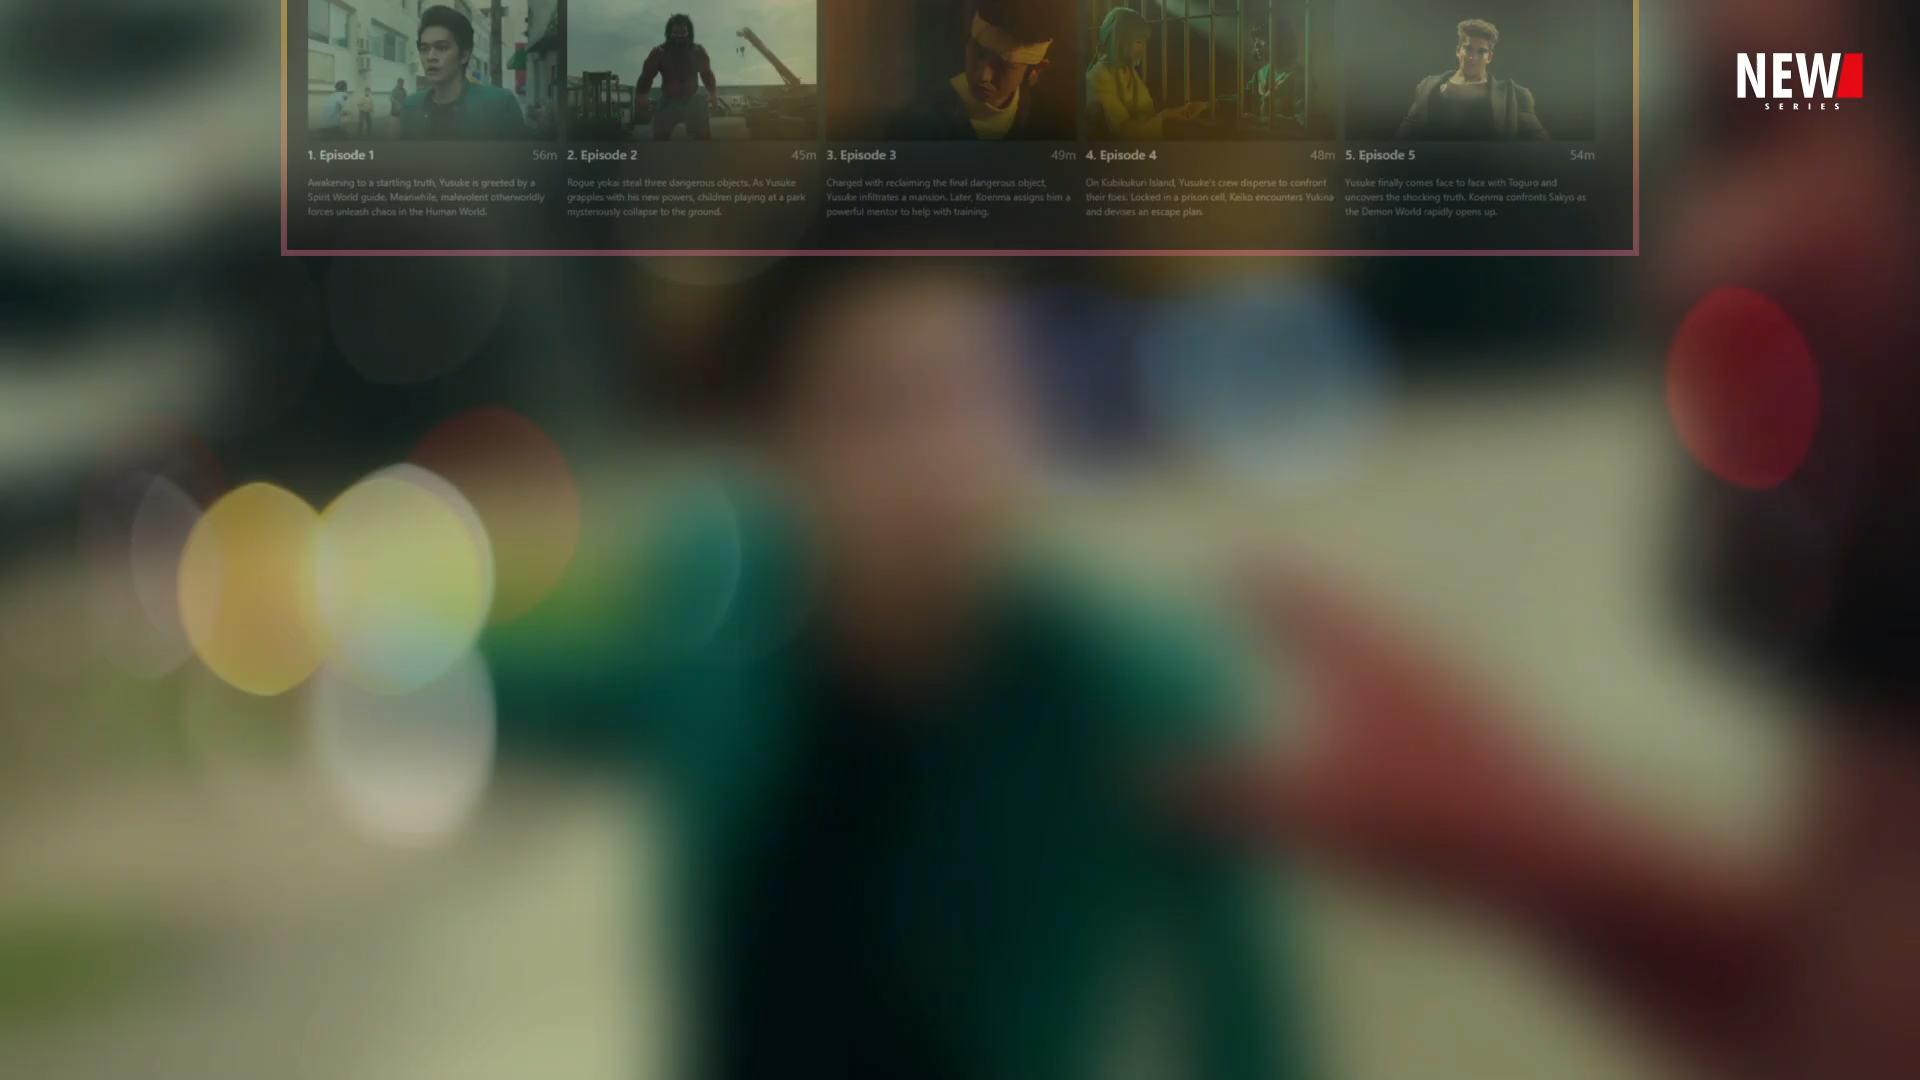 NEW
SERIES
1. Episode 1 56m
Awakening to a startling truth, Yusuke is greeted by a
Spirit World guide. Meanwhile, malevolent otherworldly
forces unleash chaos in the Human World.
2. Episode 2 45m
Rogue yokai steal three dangerous objects. As Yusuke
grapples with his new powers, children playing at a park
mysteriously collapse to the ground.
3. Episode 3 49m
Charged with reclaiming the final dangerous object,
Yusuke infiltrates a mansion. Later, Koenma assigns him a
powerful mentor to help with training.
4. Episode 4 48m
On Kubikukuri Island, Yusuke's crew disperse to confront
their foes. Locked in a prison cell, Keiko encounters Yukina
and devises an escape plan.
5. Episode 5 54m
Yusuke finally comes face to face with Toguro and
uncovers the shocking truth. Koenma confronts Sakyo as
the Demon World rapidly opens up.